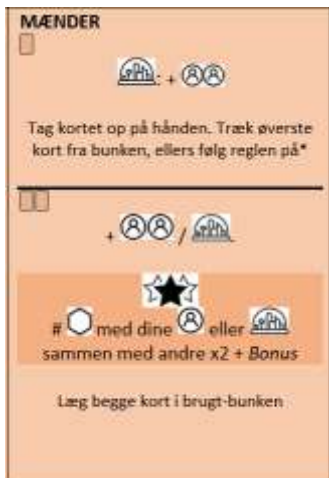 MÆNDER
: +
Tag kortet op på hånden. Træk øverste
kort fra bunken, ellers følg reglen på*
+ /
# med dine eller
sammen med andre x2 + Bonus
Læg begge kort i brugt-bunken